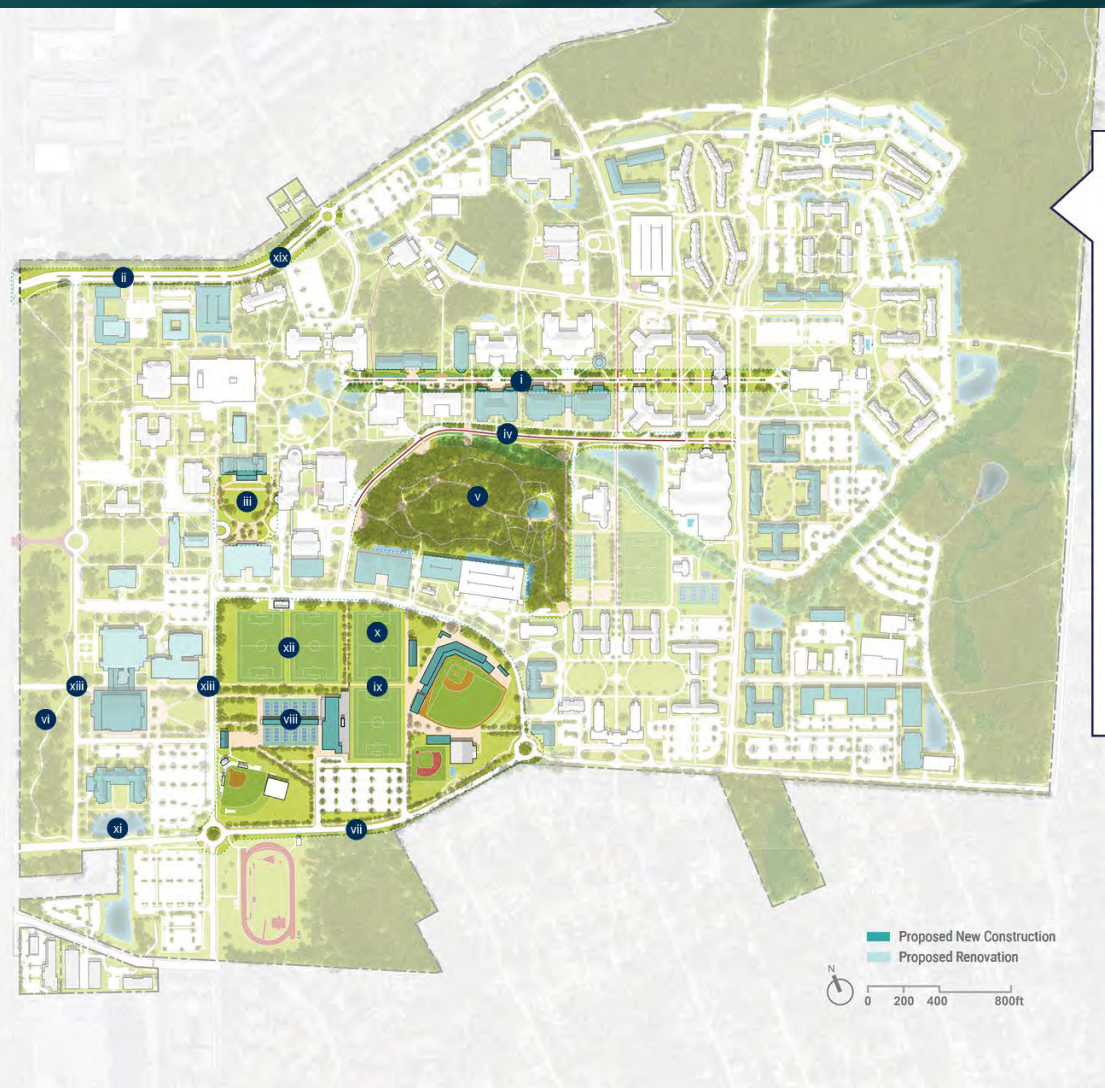 xix
ii
i
iv
iii
v
x
xii
xiii
xiii
ix
vi
viii
xi
vii
Proposed New Construction
Proposed Renovation
N
0 200 400 800ft